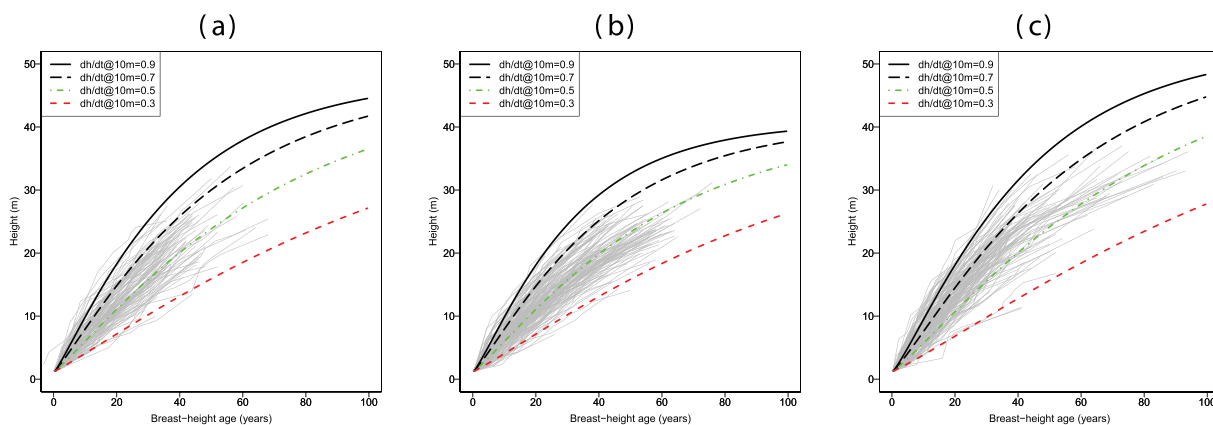 (a)
50
40
30
20
10
0
Height (m)
dh/dt@10m=0.9
dh/dt@10m=0.7
dh/dt@10m=0.5
dh/dt@10m=0.3
0 20 40 60 80 100
Breast−height age (years)
(b)
50
40
30
20
10
0
Height (m)
dh/dt@10m=0.9
dh/dt@10m=0.7
dh/dt@10m=0.5
dh/dt@10m=0.3
0 20 40 60 80 100
Breast−height age (years)
(c)
50
40
30
20
10
0
Height (m)
dh/dt@10m=0.9
dh/dt@10m=0.7
dh/dt@10m=0.5
dh/dt@10m=0.3
0 20 40 60 80 100
Breast−height age (years)